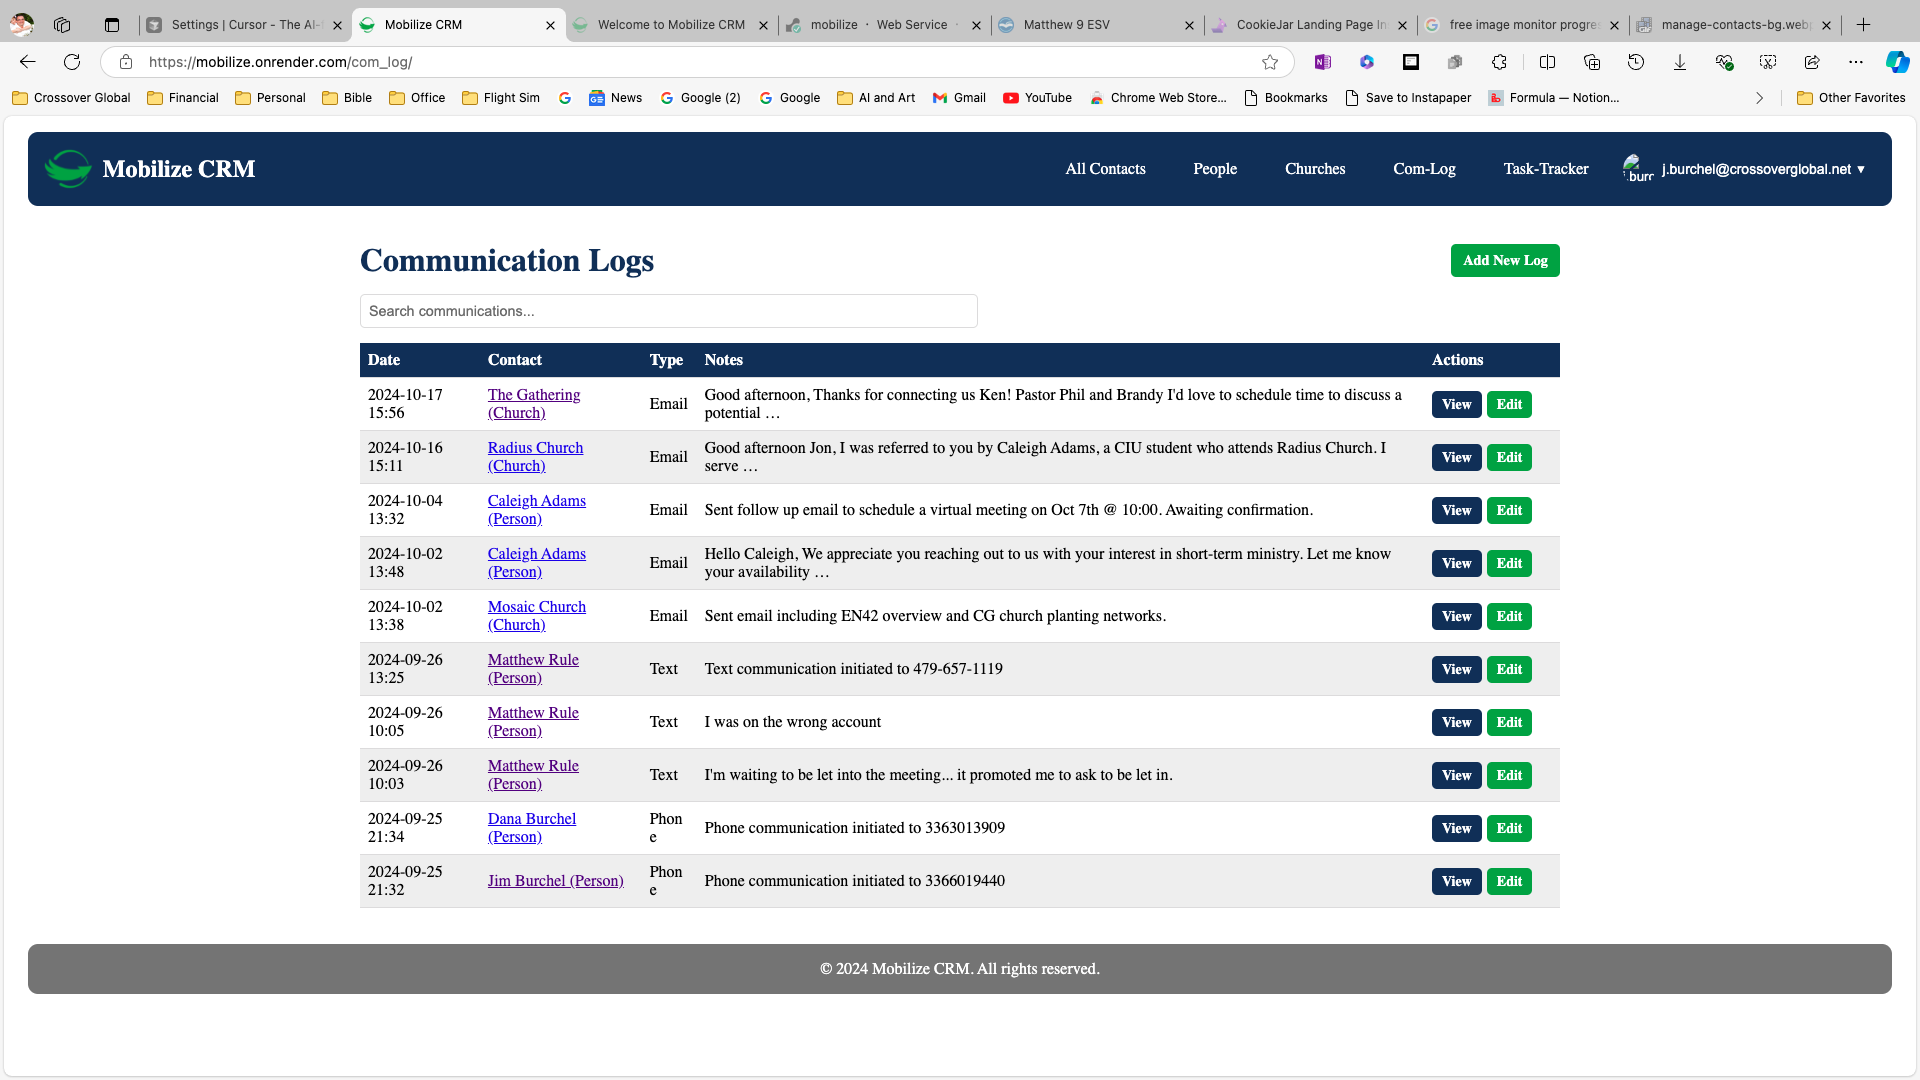 Settings | Cursor - The AI-
Mobilize CRM
Welcome to Mobilize CRM
mobilize · Web Service ·
Matthew 9 ESV
CookieJar Landing Page In
free image monitor progres
manage-contacts-bg.webp
https://mobilize.onrender.com/com_log/
Crossover Global
Financial
Personal
Bible
Office
Flight Sim
News
Google (2)
Google
AI and Art
Gmail
YouTube
Chrome Web Store...
Bookmarks
Save to Instapaper
Formula — Notion...
Other Favorites
Mobilize CRM
All Contacts
People
Churches
Com-Log
Task-Tracker
j.burchel@crossoverglobal.net ▼
Communication Logs
Add New Log
Search communications...
Date Contact Type Notes Actions
2024-10-17
15:56
The Gathering
(Church)
Email
Good afternoon, Thanks for connecting us Ken! Pastor Phil and Brandy I'd love to schedule time to discuss a
potential …
View Edit
2024-10-16
15:11
Radius Church
(Church)
Email
Good afternoon Jon, I was referred to you by Caleigh Adams, a CIU student who attends Radius Church. I
serve …
View Edit
2024-10-04
13:32
Caleigh Adams
(Person)
Email
Sent follow up email to schedule a virtual meeting on Oct 7th @ 10:00. Awaiting confirmation.
View Edit
2024-10-02
13:48
Caleigh Adams
(Person)
Email
Hello Caleigh, We appreciate you reaching out to us with your interest in short-term ministry. Let me know
your availability …
View Edit
2024-10-02
13:38
Mosaic Church
(Church)
Email
Sent email including EN42 overview and CG church planting networks.
View Edit
2024-09-26
13:25
Matthew Rule
(Person)
Text
Text communication initiated to 479-657-1119
View Edit
2024-09-26
10:05
Matthew Rule
(Person)
Text
I was on the wrong account
View Edit
2024-09-26
10:03
Matthew Rule
(Person)
Text
I'm waiting to be let into the meeting... it promoted me to ask to be let in.
View Edit
2024-09-25
21:34
Dana Burchel
(Person)
Phon
e
Phone communication initiated to 3363013909
View Edit
2024-09-25
21:32
Jim Burchel (Person)
Phon
e
Phone communication initiated to 3366019440
View Edit
© 2024 Mobilize CRM. All rights reserved.